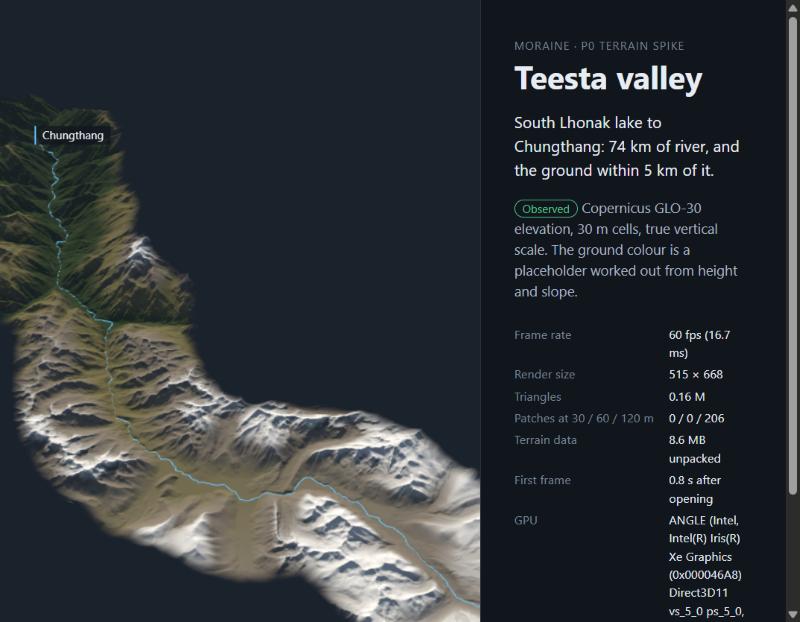 Chungthang
MORAINE · P0 TERRAIN SPIKE
Teesta valley
South Lhonak lake to
Chungthang: 74 km of river, and
the ground within 5 km of it.
Observed Copernicus GLO-30
elevation, 30 m cells, true vertical
scale. The ground colour is a
placeholder worked out from height
and slope.
Frame rate 60 fps (16.7
ms)
Render size 515 × 668
Triangles 0.16 M
Patches at 30 / 60 / 120 m 0 / 0 / 206
Terrain data 8.6 MB
unpacked
First frame 0.8 s after
opening
GPU ANGLE (Intel,
Intel(R) Iris(R)
Xe Graphics
(0x000046A8)
Direct3D11
vs_5_0 ps_5_0,